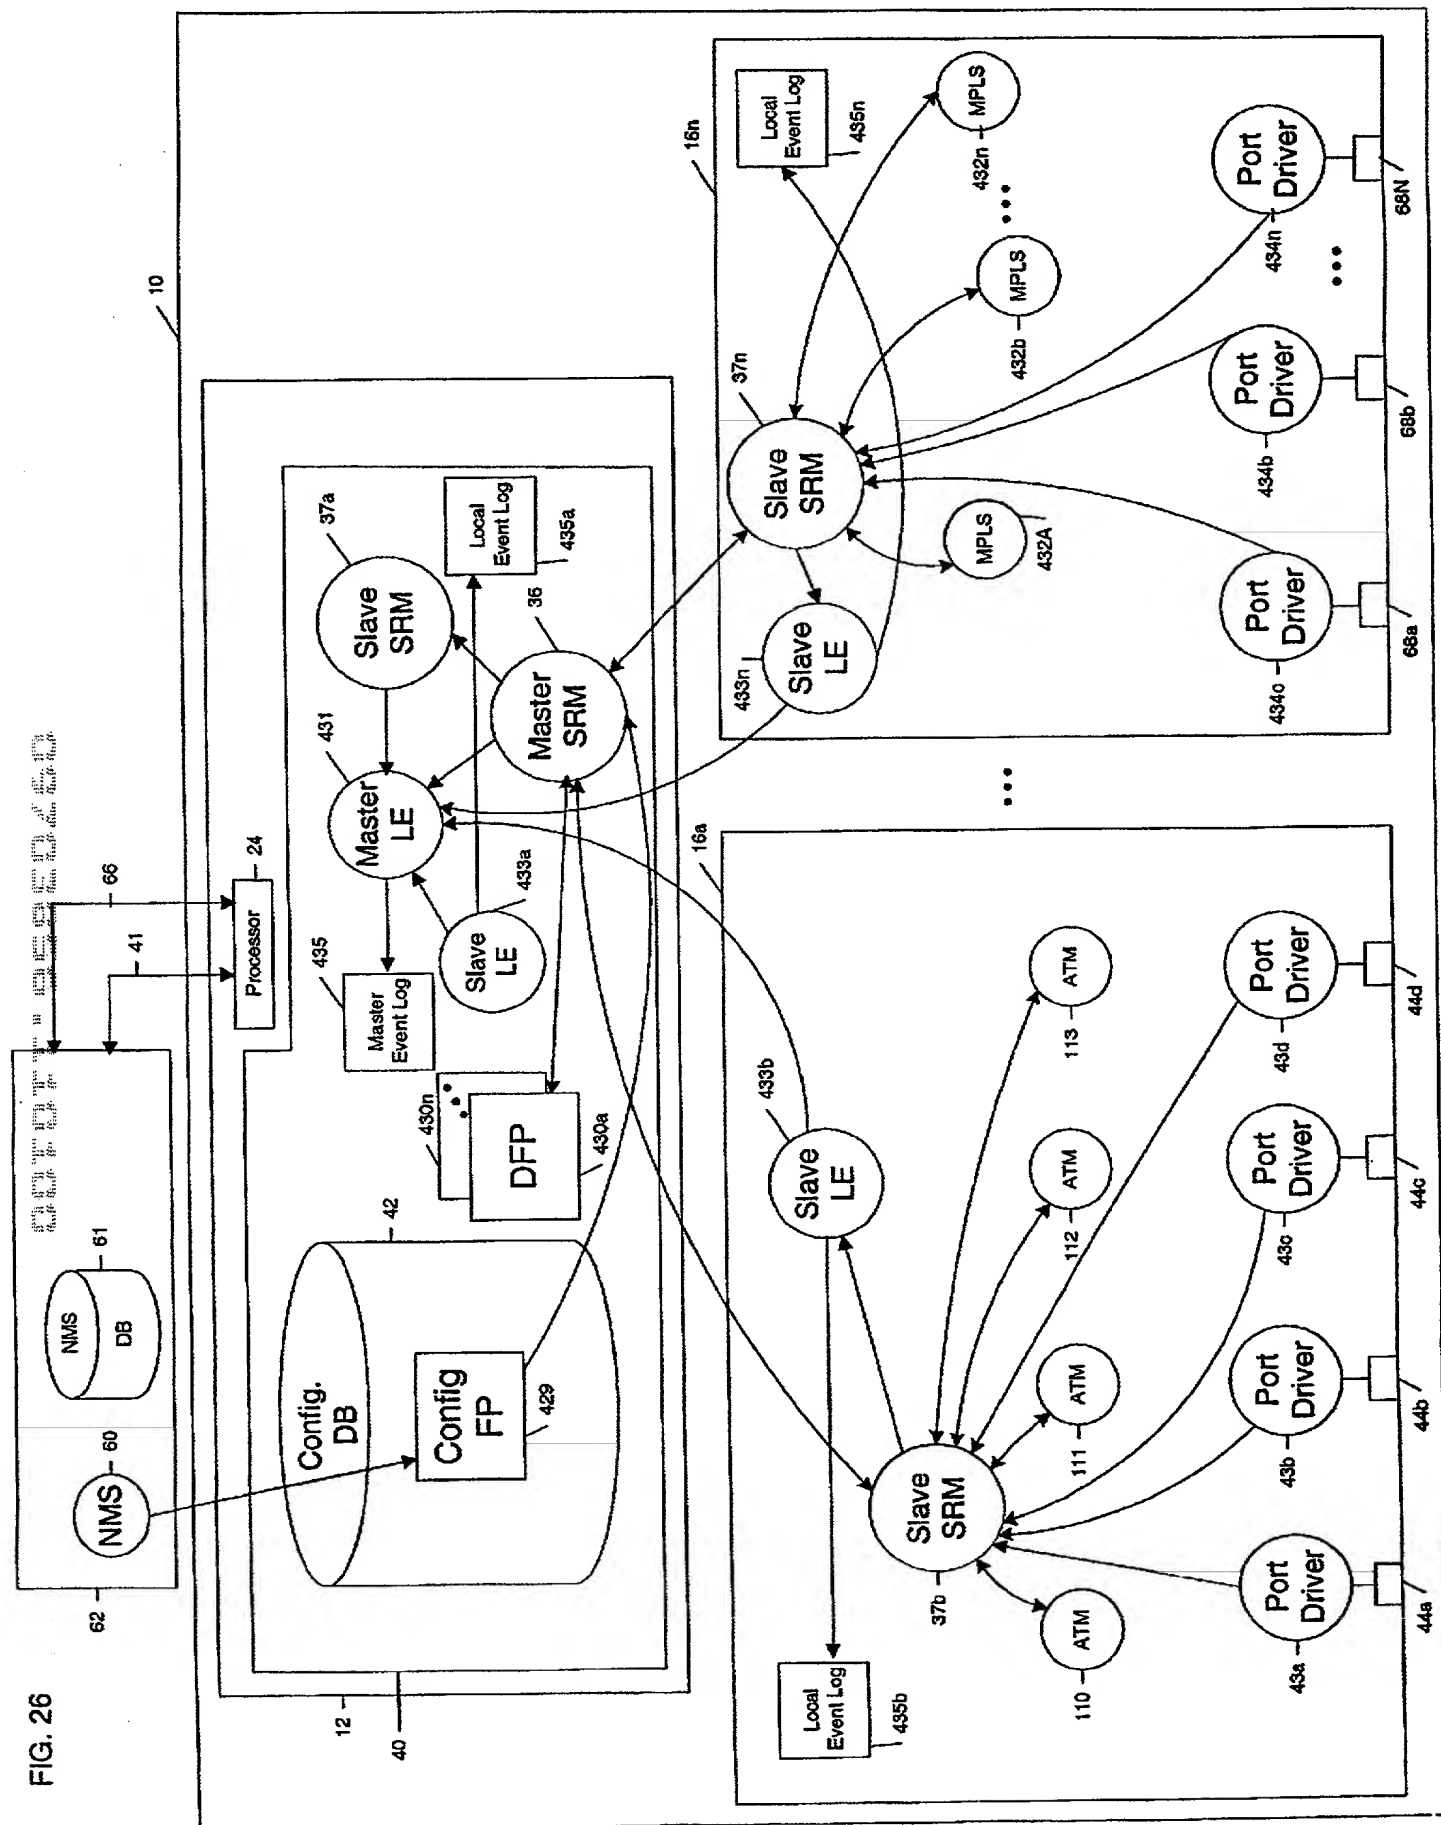 FIG. 26
62
NMS
60
NMS
DB
61
41
66
10
12
40
Processor
24
Config.
DB
42
Config
FP
429
DFP
430a
430n
Master
Event Log
435
Master
LE
431
Slave
LE
433a
Slave
SRM
37a
Master
SRM
36
Local
Event Log
435a
16a
Local
Event Log
435b
Slave
LE
433b
Slave
SRM
37b
ATM
110
ATM
111
ATM
112
ATM
113
Port
Driver
43a
44a
Port
Driver
43b
44b
Port
Driver
43c
44c
Port
Driver
43d
44d
16n
Slave
LE
433n
Slave
SRM
37n
Local
Event Log
435n
MPLS
432A
MPLS
432b
MPLS
432n
Port
Driver
434c
68a
Port
Driver
434b
68b
Port
Driver
434n
68N